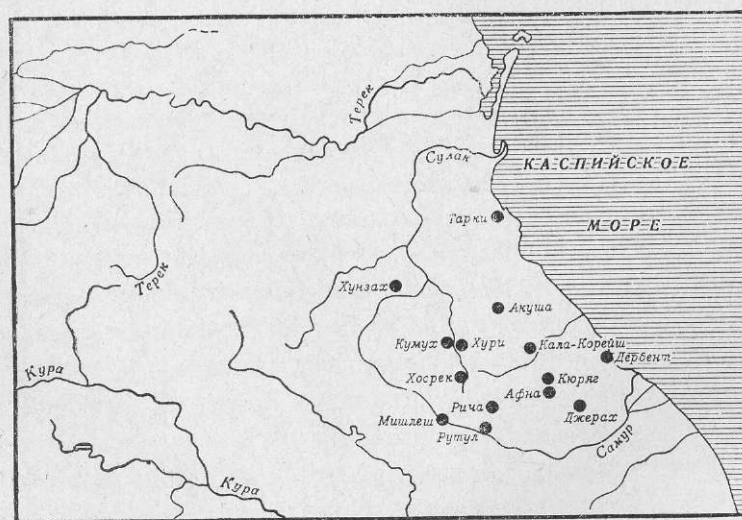 Терек
Сулак
КАСПИЙСКОЕ
МОРЕ
Тарки
Терек
Хунзах
Акуша
Кумух
Хури
Кала-Корейш
Дербент
Кура
Хосрек
Кюряг
Афна
Рича
Джерах
Мишлеш
Рутул
Самур
Кура